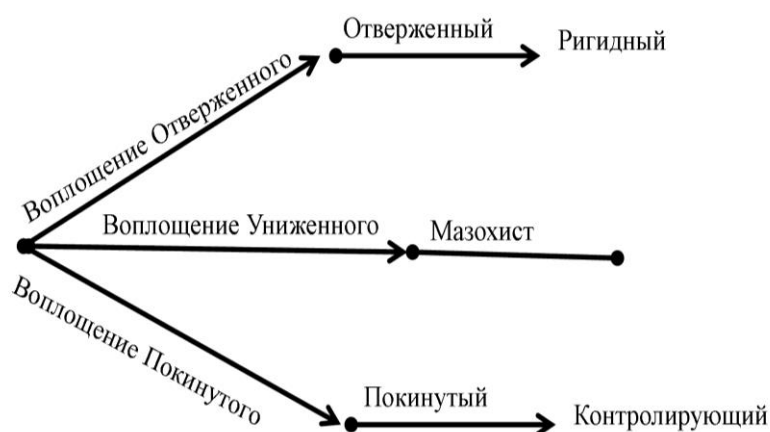 Отверженный
Ригидный
Воплощение Отверженного
Воплощение Униженного
Мазохист
Воплощение Покинутого
Покинутый
Контролирующий